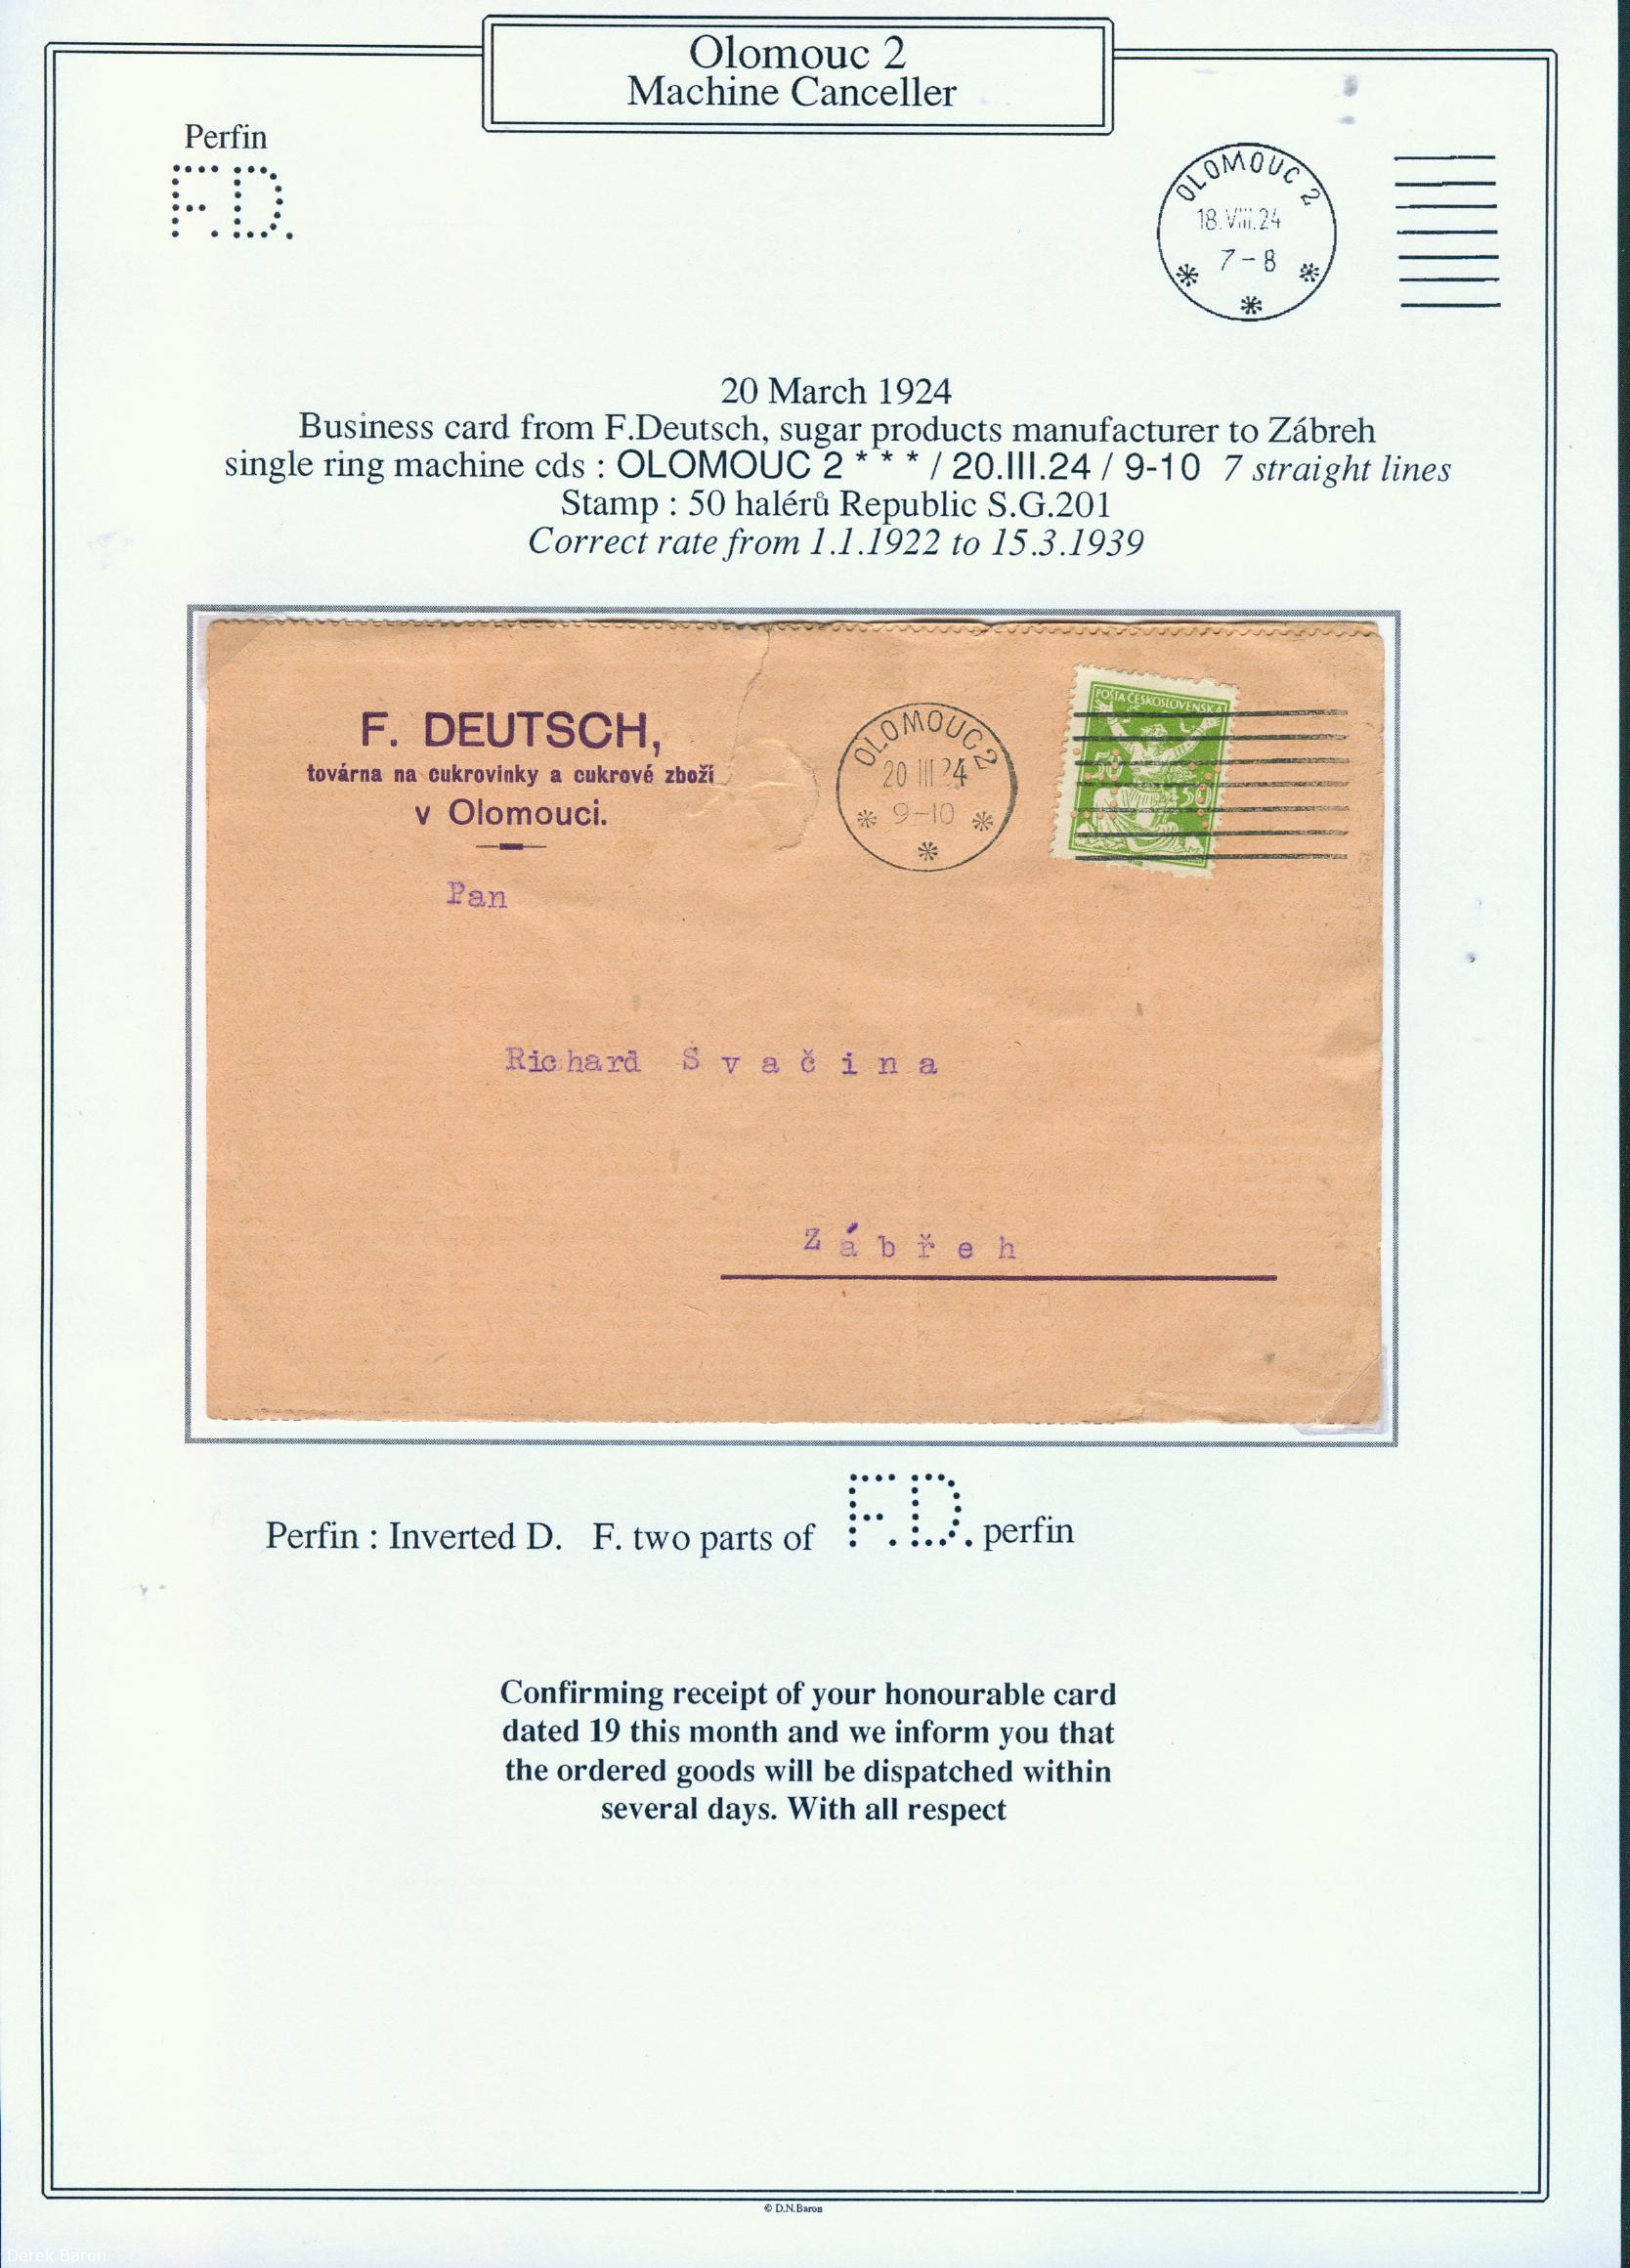 Olomouc 2
Machine Canceller
Perfin
F.D.
OLOMOUC 2
18.VIII.24
7-8
* * *
20 March 1924
Business card from F.Deutsch, sugar products manufacturer to Zábreh
single ring machine cds : OLOMOUC 2 * * * / 20.III.24 / 9-10 7 straight lines
Stamp : 50 halérů Republic S.G.201
Correct rate from 1.1.1922 to 15.3.1939
F. DEUTSCH,
továrna na cukrovinky a cukrové zboží
v Olomouci.
OLOMOUC 2
20 III 24
9-10
* * *
POŠTA ČESKOSLOVENSKÁ
50
50
Pan
Richard Svačina
Zábřeh
Perfin : Inverted D. F. two parts of F.D. perfin
Confirming receipt of your honourable card
dated 19 this month and we inform you that
the ordered goods will be dispatched within
several days. With all respect
© D.N.Baron
Derek Baron